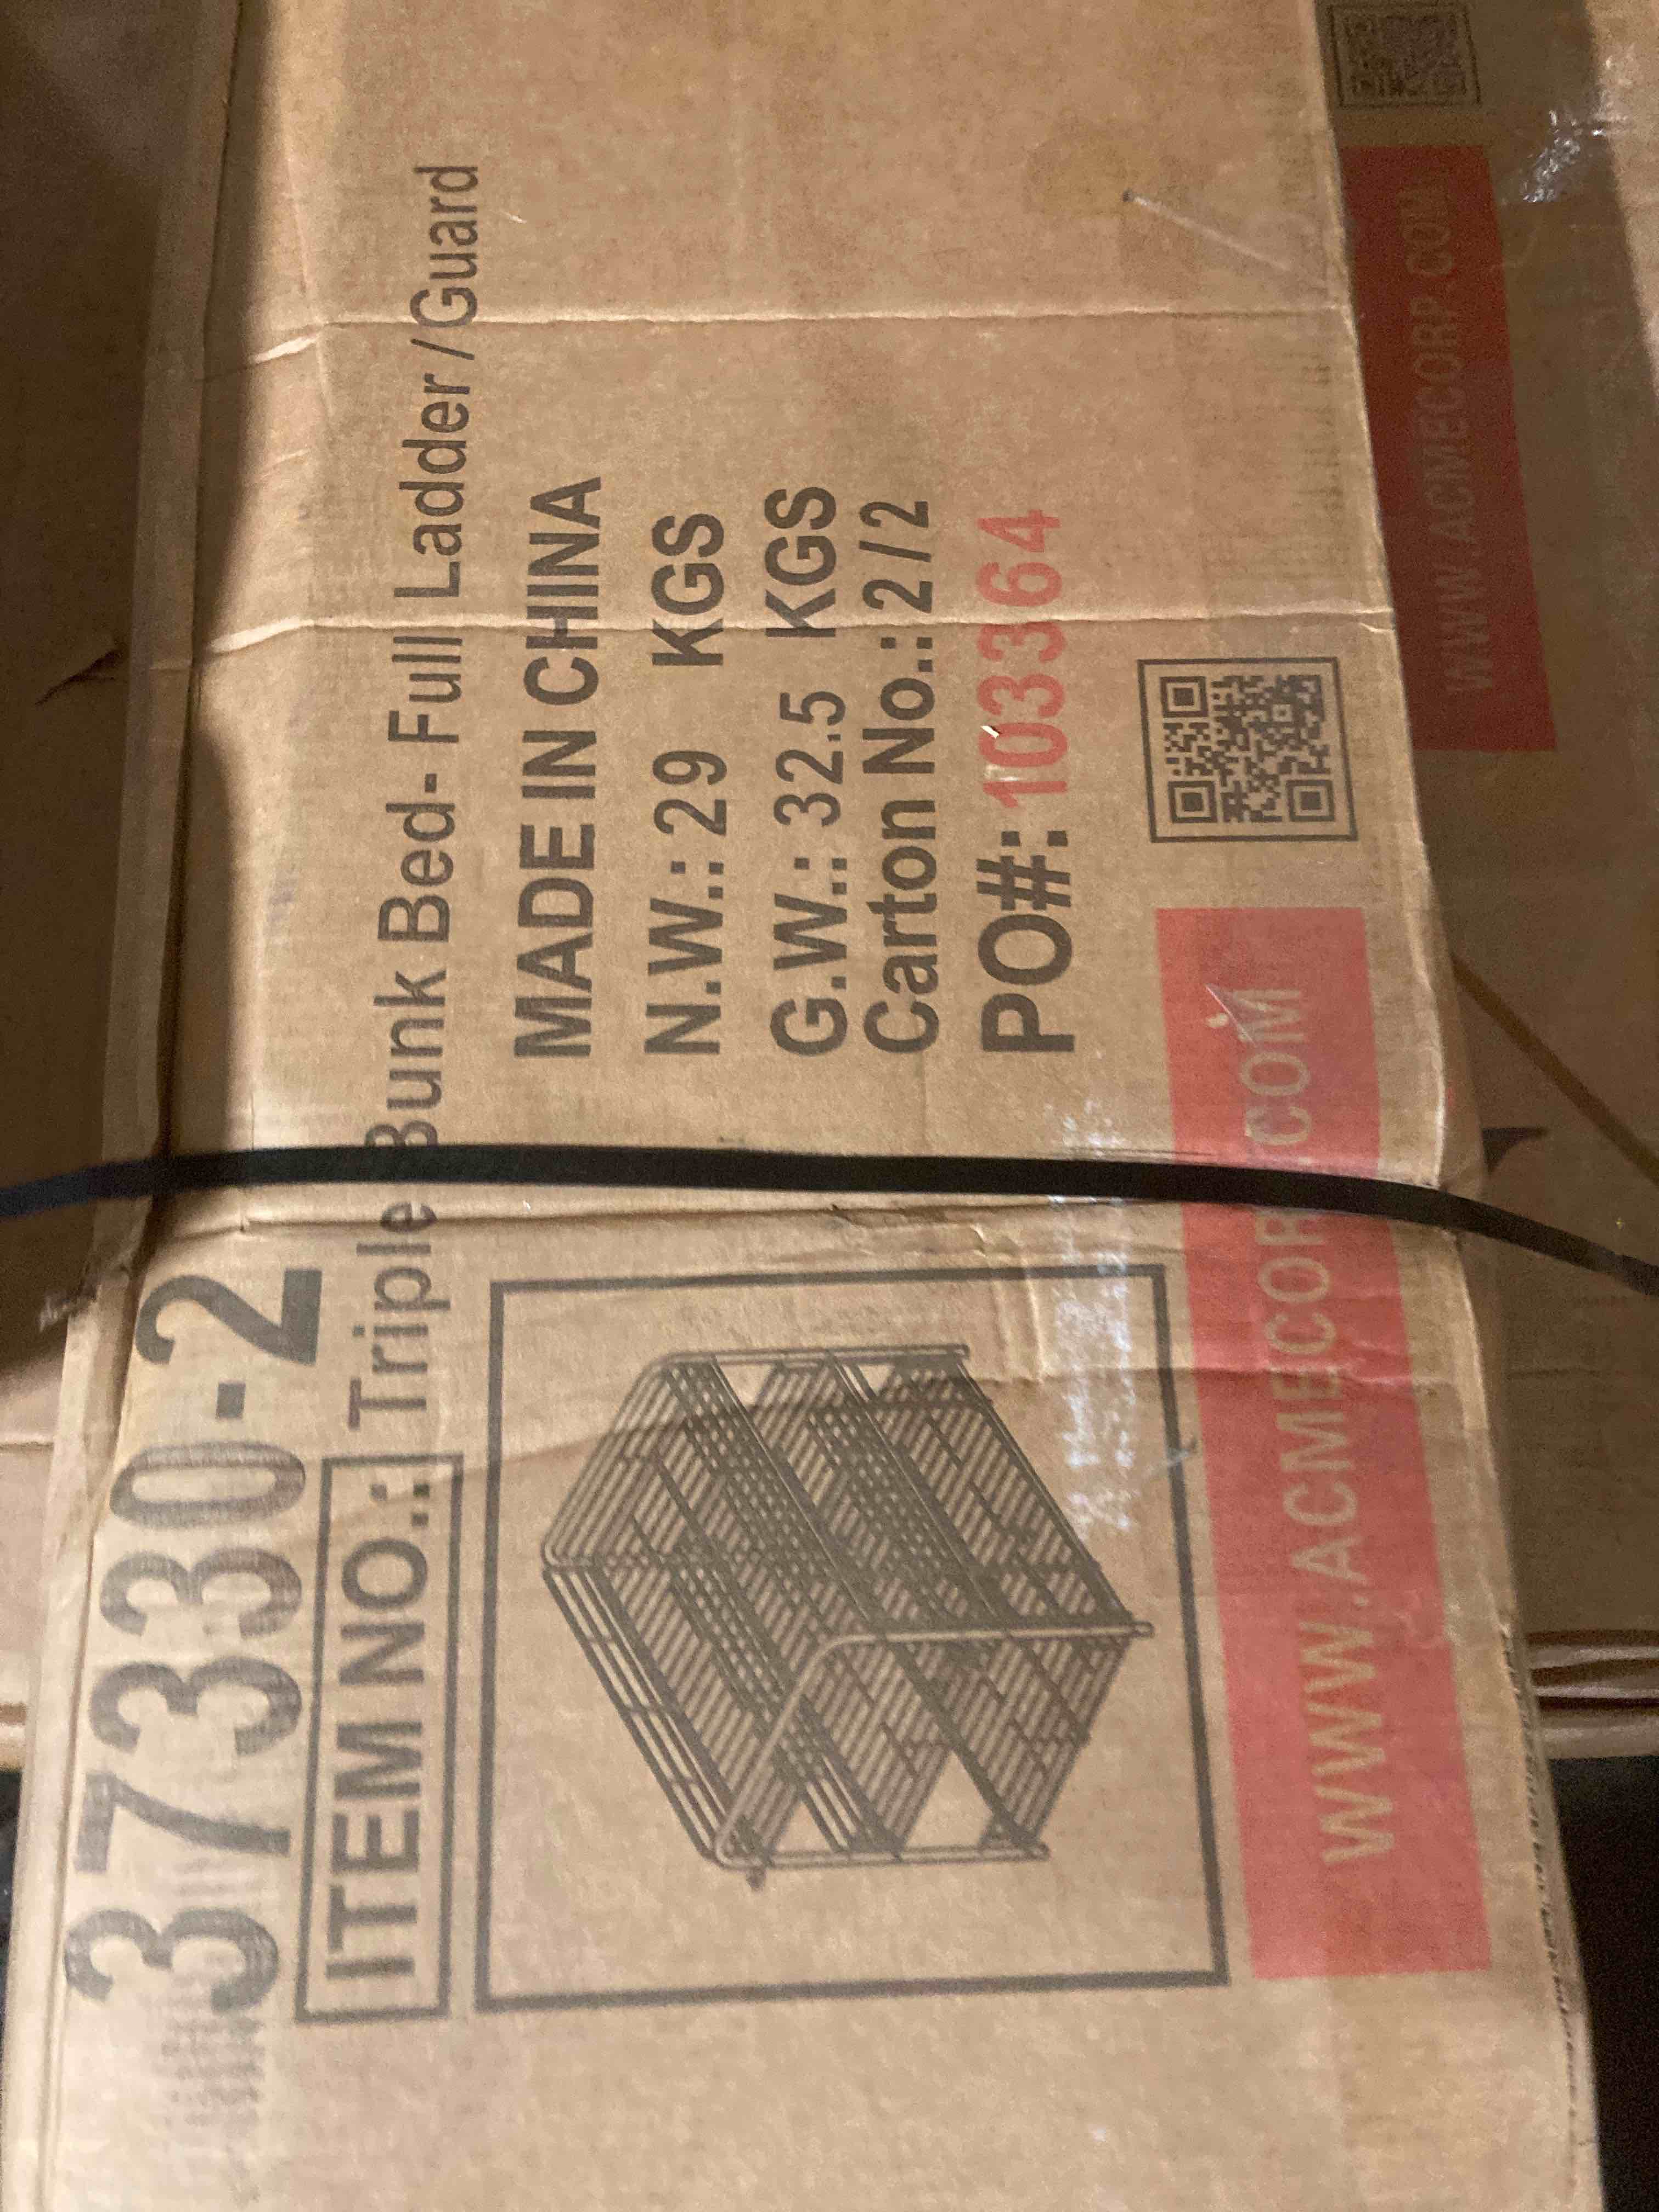 37330-2
ITEM NO.: Triple Bunk Bed- Full Ladder / Guard
MADE IN CHINA
N.W.: 29 KGS
G.W.: 32.5 KGS
Carton No.: 2 / 2
PO#: 103364
WWW.ACMECORP.COM
WWW.ACMECORP.COM